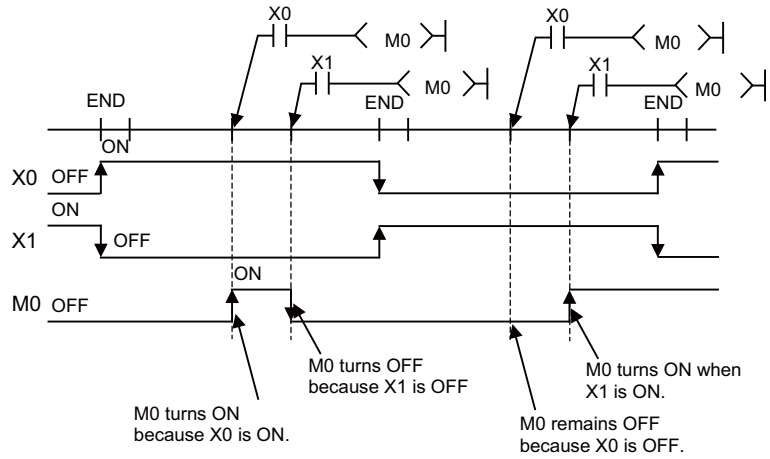 X0
M0
X0
M0
X1
M0
X1
M0
END
END
END
ON
X0 OFF
ON
X1 OFF
ON
M0 OFF
M0 turns OFF
because X1 is OFF
M0 turns ON when
X1 is ON.
M0 turns ON
because X0 is ON.
M0 remains OFF
because X0 is OFF.